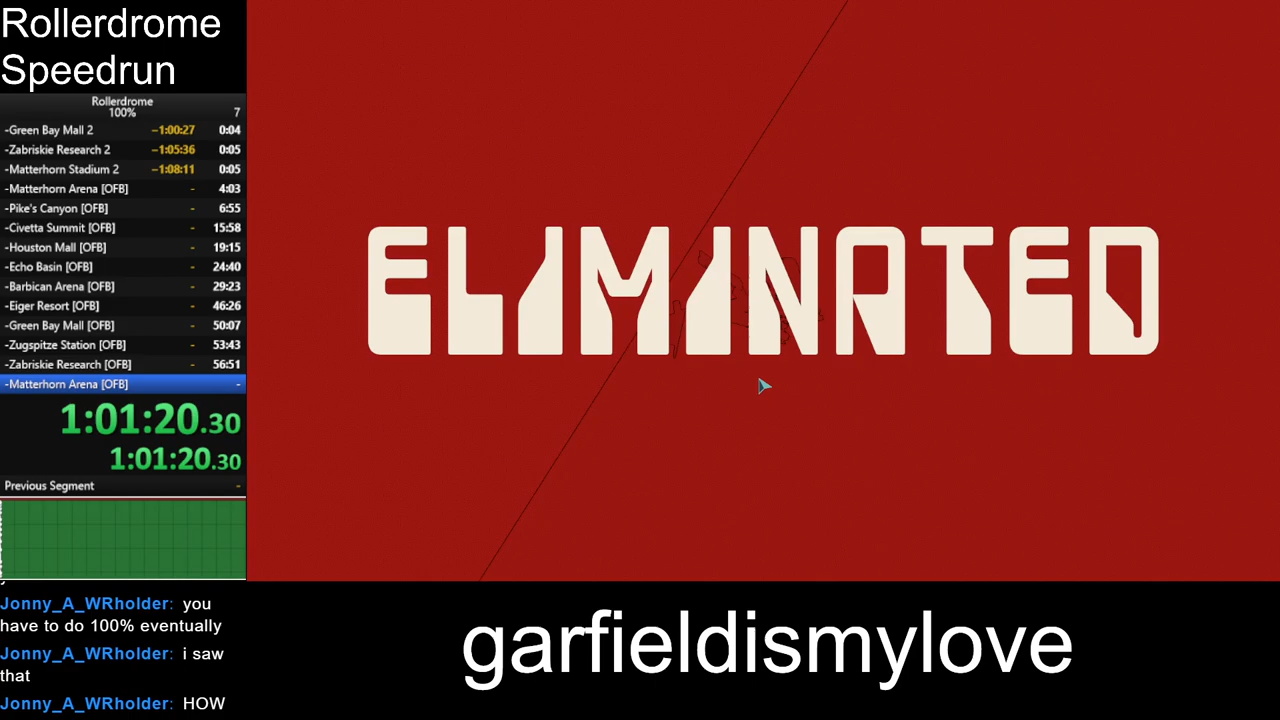 Rollerdrome
Speedrun
Rollerdrome
100% 7
-Green Bay Mall 2 −1:00:27 0:04
-Zabriskie Research 2 −1:05:36 0:05
-Matterhorn Stadium 2 −1:08:11 0:05
-Matterhorn Arena [OFB] - 4:03
-Pike's Canyon [OFB] - 6:55
-Civetta Summit [OFB] - 15:58
-Houston Mall [OFB] - 19:15
-Echo Basin [OFB] - 24:40
-Barbican Arena [OFB] - 29:23
-Eiger Resort [OFB] - 46:26
-Green Bay Mall [OFB] - 50:07
-Zugspitze Station [OFB] - 53:43
-Zabriskie Research [OFB] - 56:51
-Matterhorn Arena [OFB] -
1:01:20.30
1:01:20.30
Previous Segment -
Jonny_A_WRholder: you
have to do 100% eventually
Jonny_A_WRholder: i saw
that
Jonny_A_WRholder: HOW
ELIMINATED
garfieldismylove